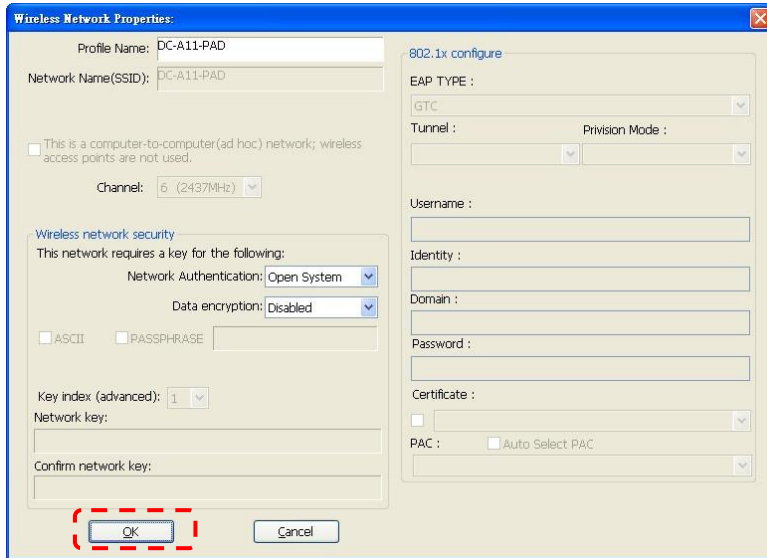 Wireless Network Properties:
Profile Name: DC-A11-PAD
Network Name(SSID): DC-A11-PAD
This is a computer-to-computer(ad hoc) network; wireless
access points are not used.
Channel: 6 (2437MHz)
Wireless network security
This network requires a key for the following:
Network Authentication: Open System
Data encryption: Disabled
ASCII PASSPHRASE
Key index (advanced): 1
Network key:
Confirm network key:
OK Cancel
802.1x configure
EAP TYPE :
GTC
Tunnel : Privision Mode :
Username :
Identity :
Domain :
Password :
Certificate :
PAC : Auto Select PAC